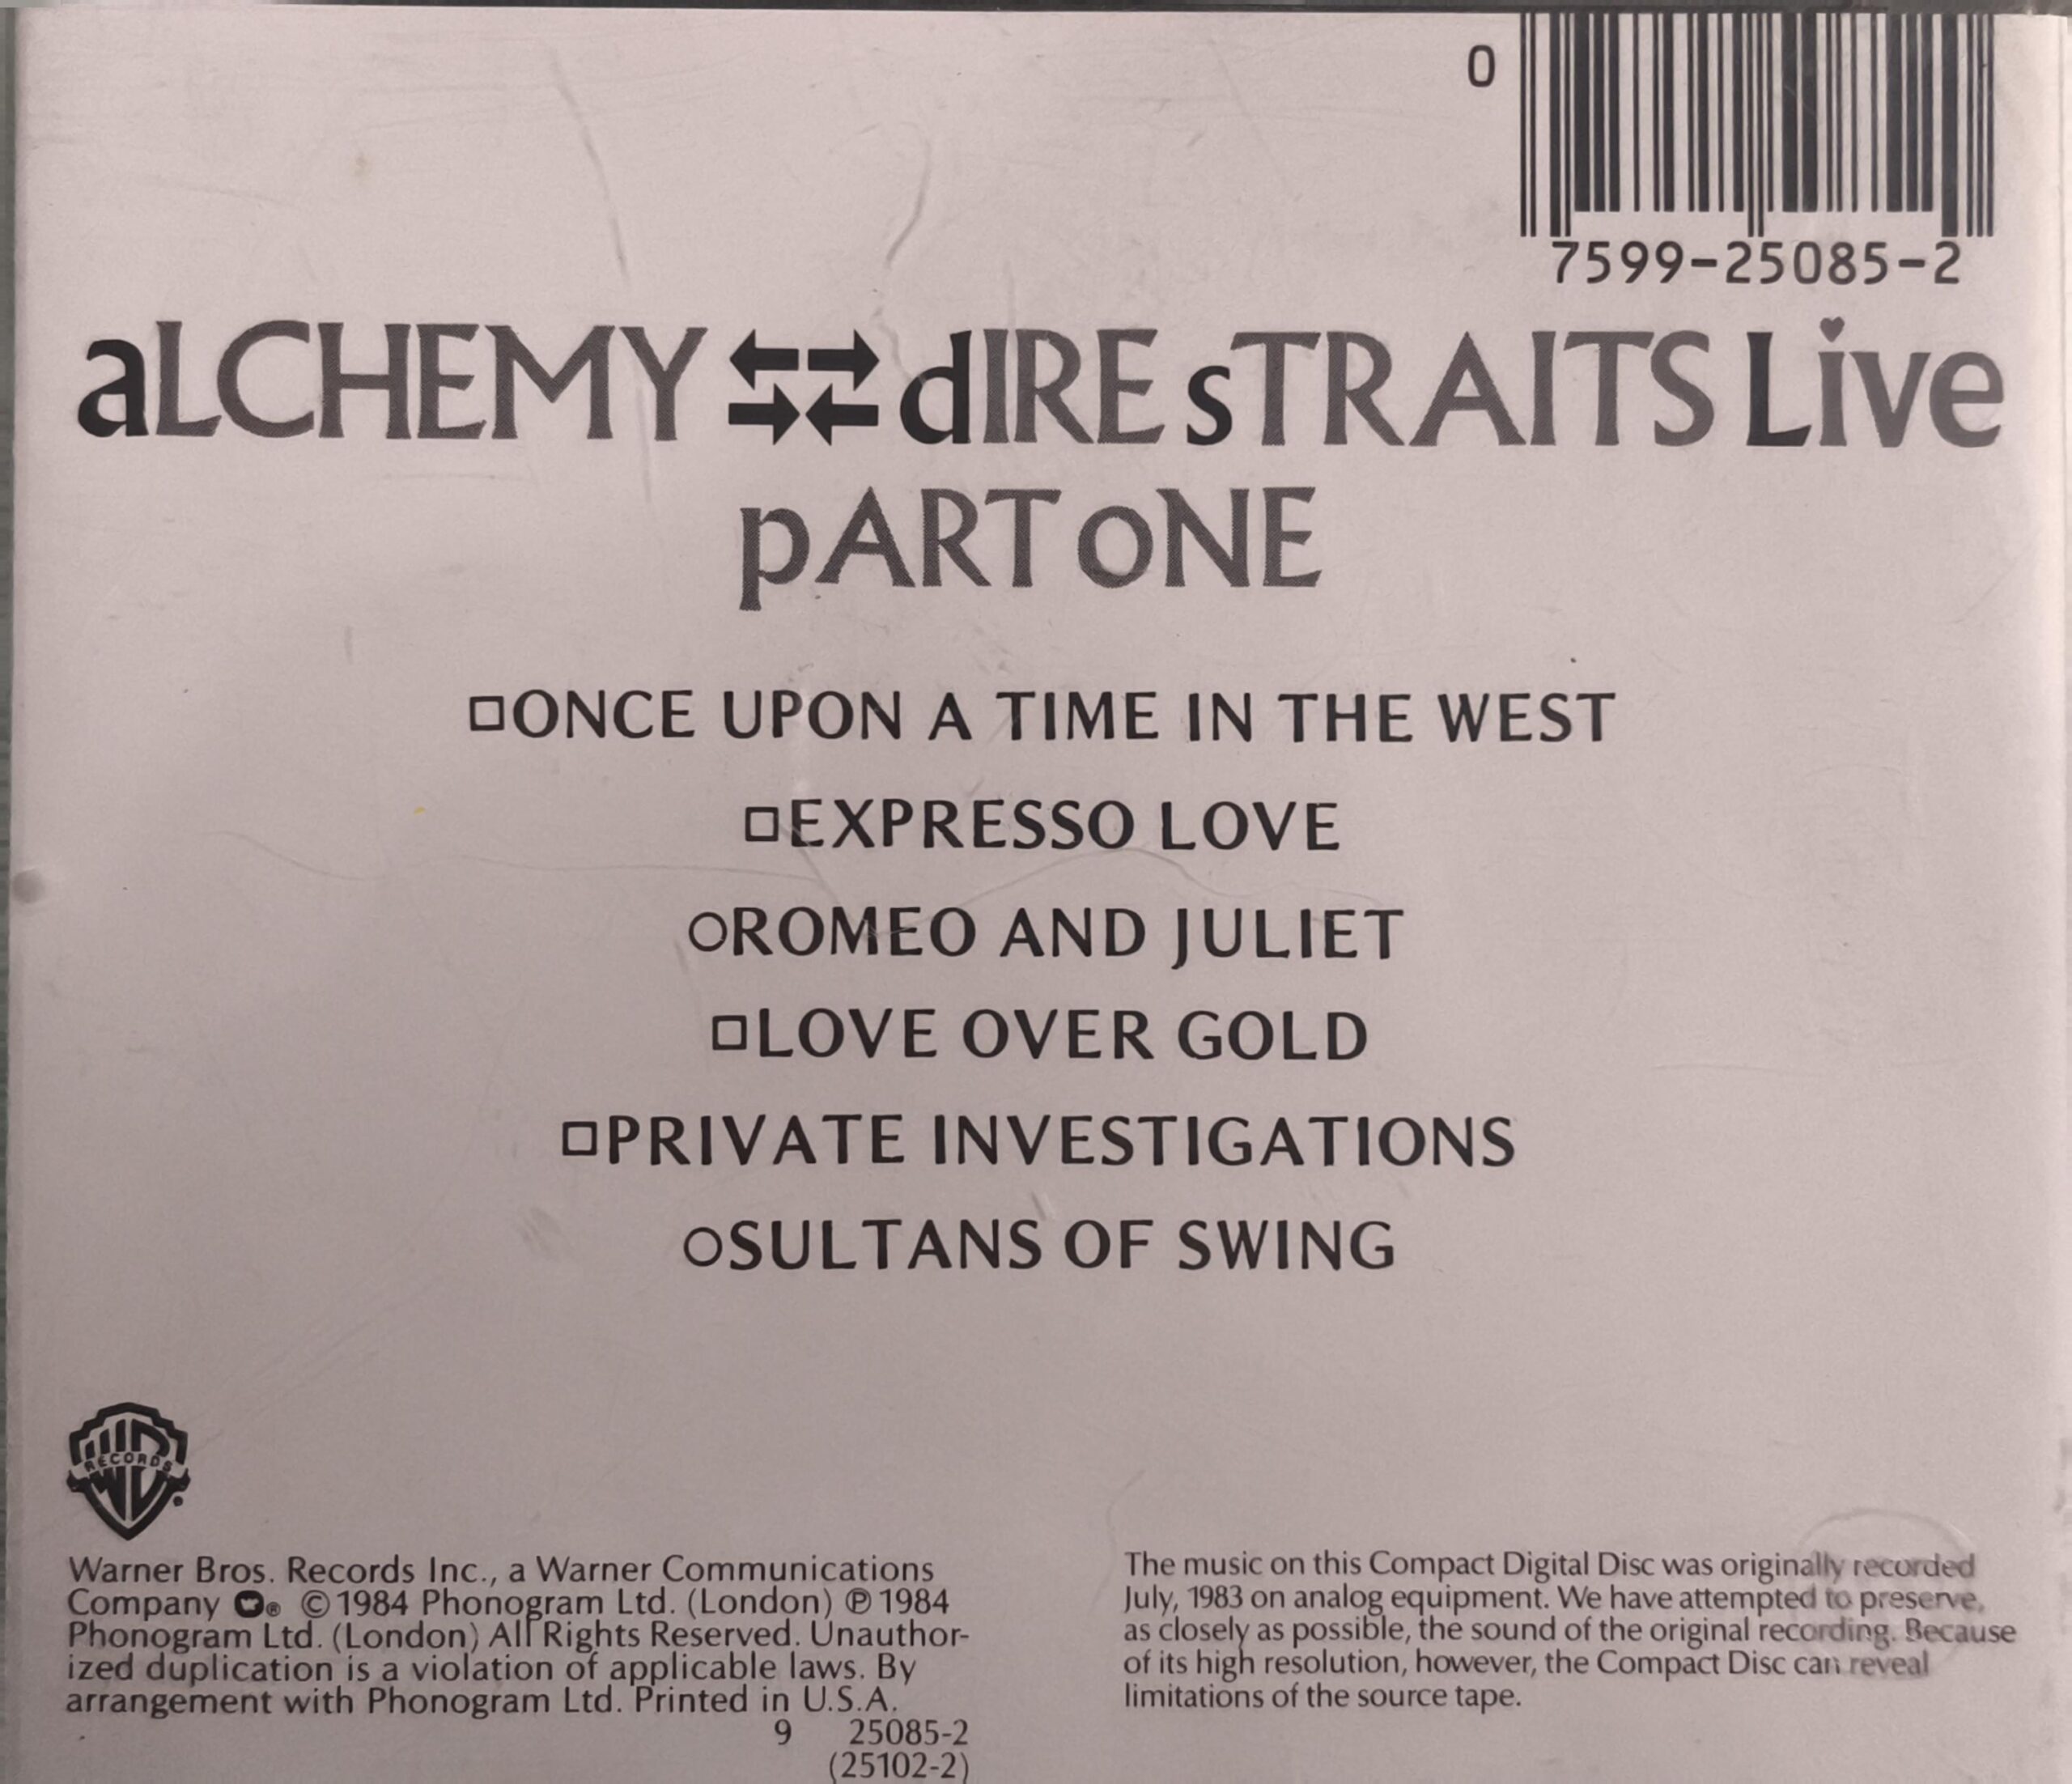 0
7599-25085-2
aLCHEMY dIRE sTRAITS Live
pART oNE
□ONCE UPON A TIME IN THE WEST
□EXPRESSO LOVE
○ROMEO AND JULIET
□LOVE OVER GOLD
□PRIVATE INVESTIGATIONS
○SULTANS OF SWING
RECORDS
Warner Bros. Records Inc., a Warner Communications
Company ® ©1984 Phonogram Ltd. (London) ℗1984
Phonogram Ltd. (London) All Rights Reserved. Unauthor-
ized duplication is a violation of applicable laws. By
arrangement with Phonogram Ltd. Printed in U.S.A.
9 25085-2
(25102-2)
The music on this Compact Digital Disc was originally recorded
July, 1983 on analog equipment. We have attempted to preserve,
as closely as possible, the sound of the original recording. Because
of its high resolution, however, the Compact Disc can reveal
limitations of the source tape.